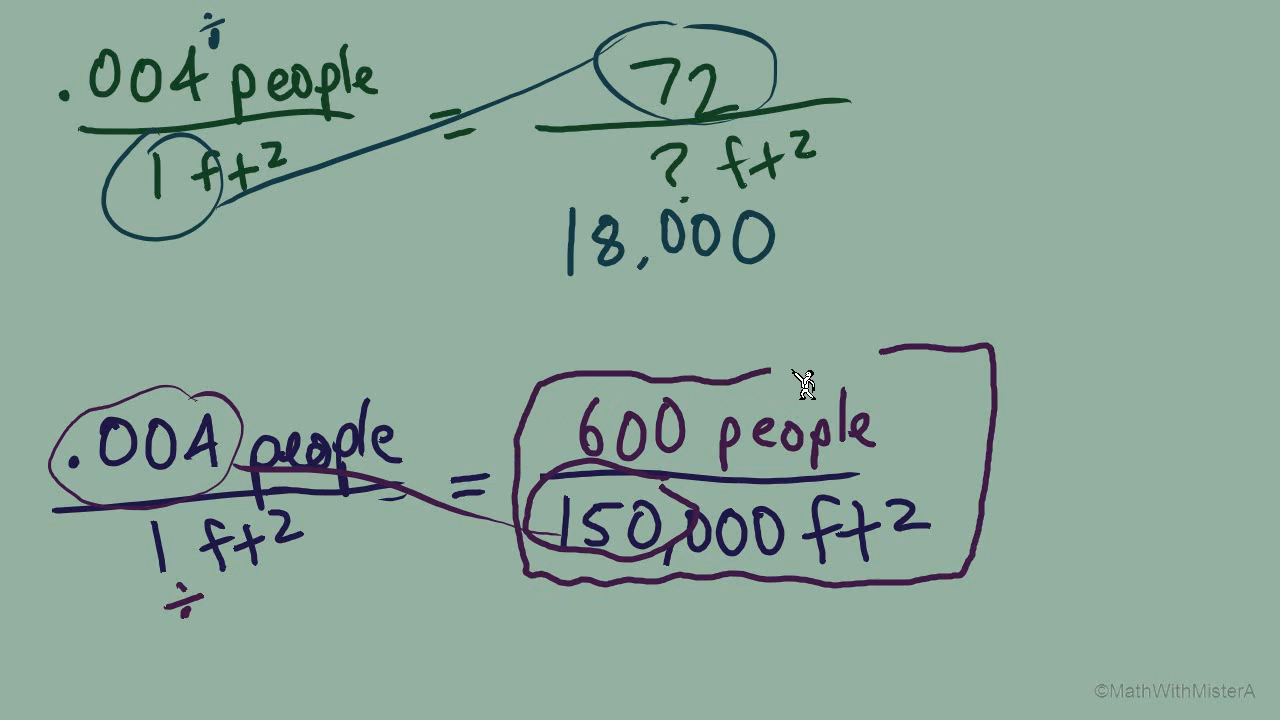 ÷
.004 people = 72
1 ft² ? ft²
18,000
.004 people = 600 people
1 ft² 150,000 ft²
÷
©MathWithMisterA